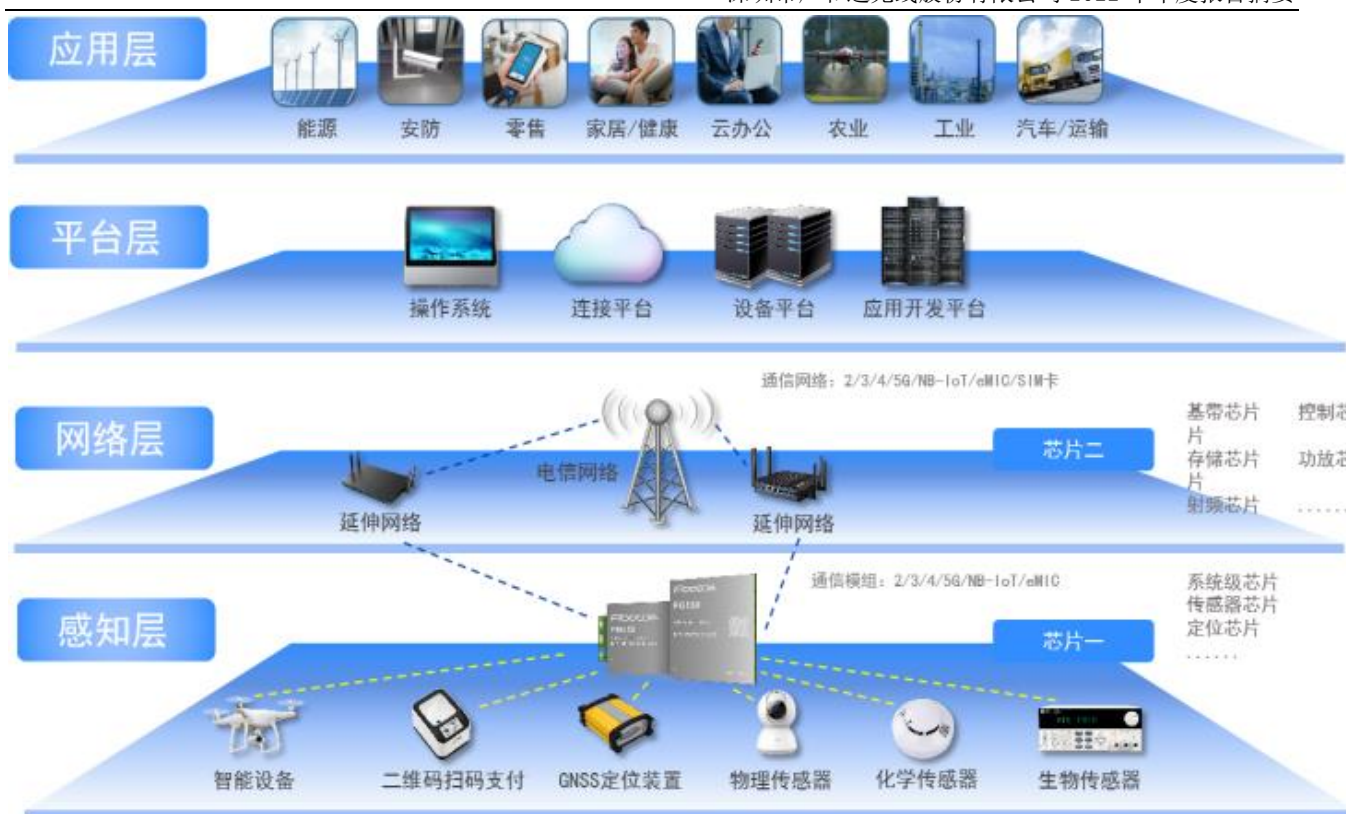 应用层
能源 安防 零售 家居/健康 云办公 农业 工业 汽车/运输
平台层
操作系统 连接平台 设备平台 应用开发平台
通信网络：2/3/4/5G/NB-IoT/eMIC/SIM卡
网络层
电信网络
延伸网络 延伸网络
芯片二
基带芯片 控制芯
片
存储芯片 功放芯
片
射频芯片 ......
通信模组：2/3/4/5G/NB-IoT/eMIC
感知层
芯片一
系统级芯片
传感器芯片
定位芯片
......
智能设备 二维码扫码支付 GNSS定位装置 物理传感器 化学传感器 生物传感器